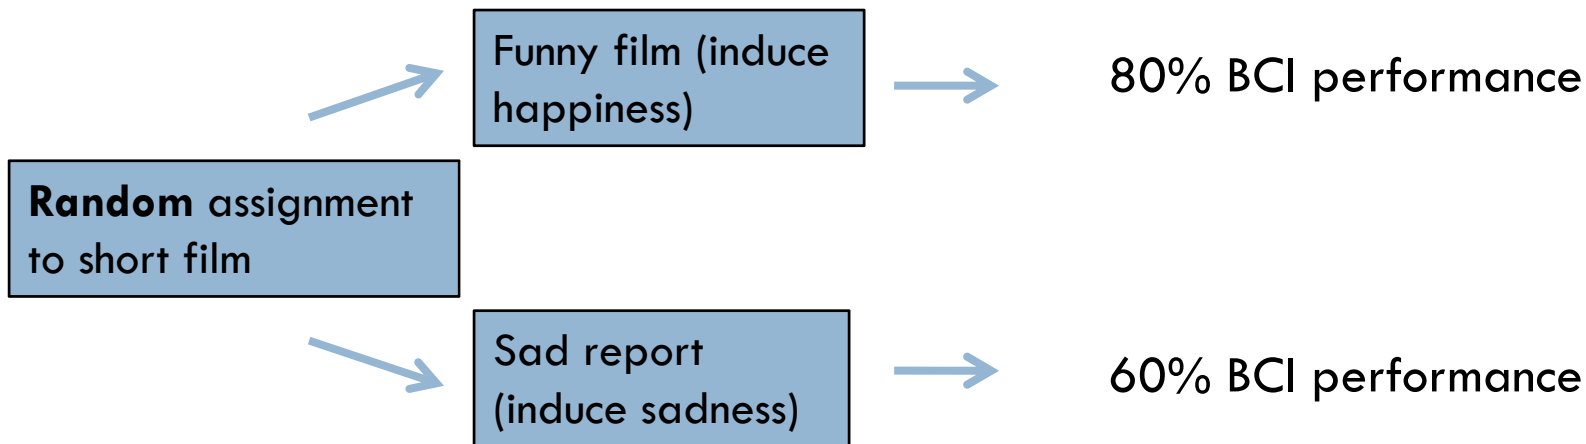 Funny film (induce
happiness)
80% BCI performance
Random assignment
to short film
Sad report
(induce sadness)
60% BCI performance